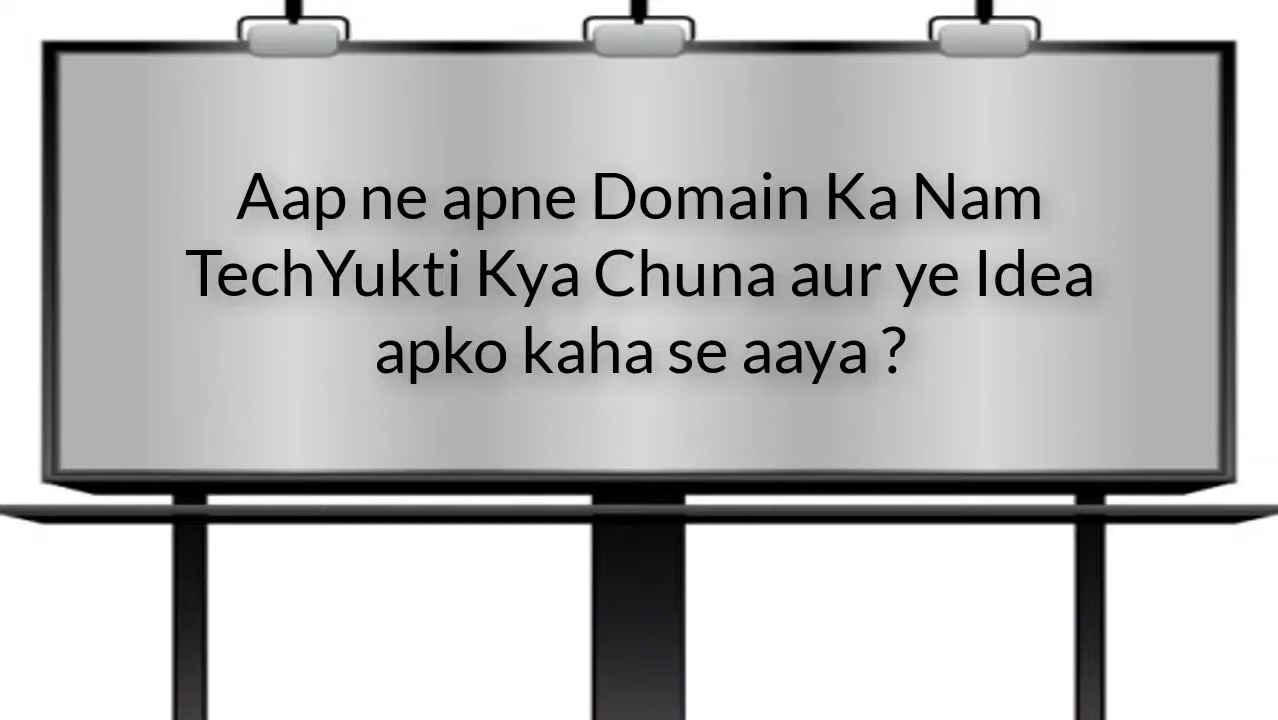 Aap ne apne Domain Ka Nam
TechYukti Kya Chuna aur ye Idea
apko kaha se aaya ?